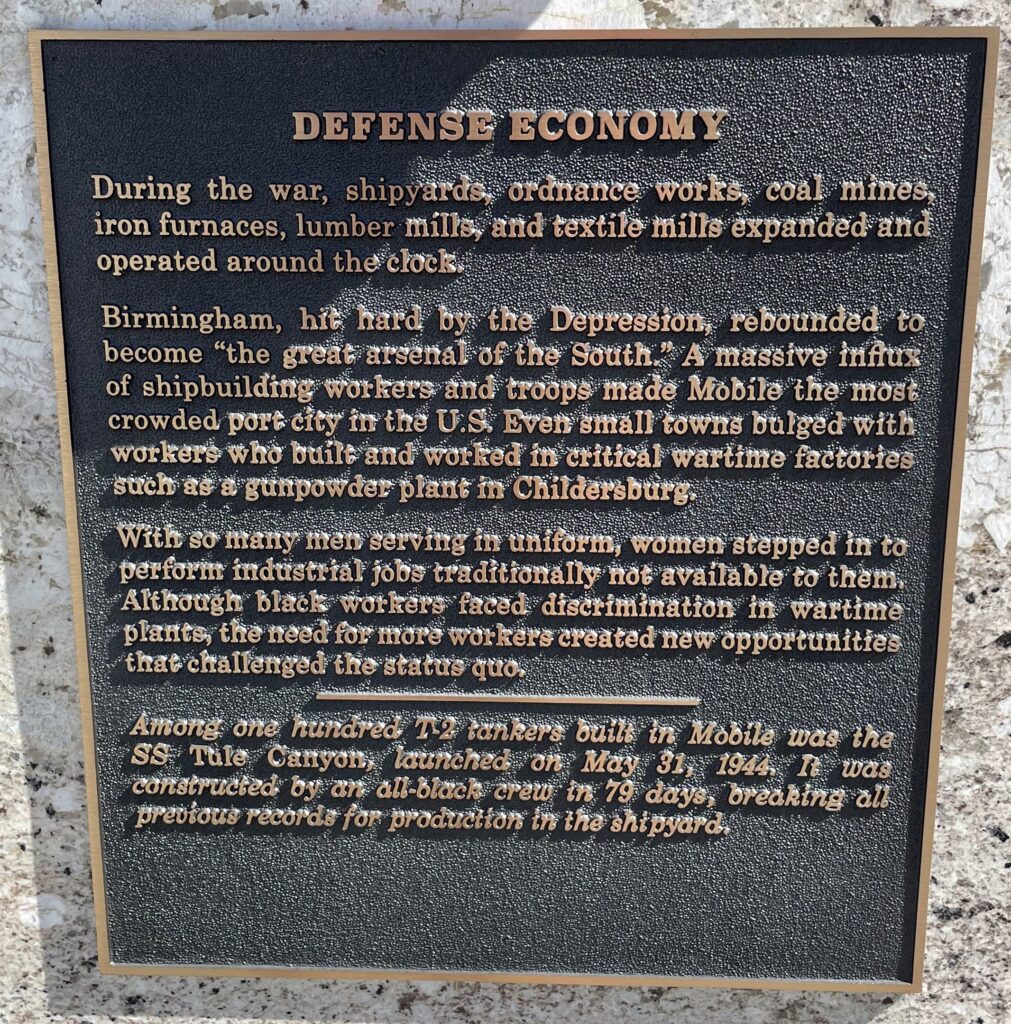 DEFENSE ECONOMY
During the war, shipyards, ordnance works, coal mines,
iron furnaces, lumber mills, and textile mills expanded and
operated around the clock.
Birmingham, hit hard by the Depression, rebounded to
become “the great arsenal of the South.” A massive influx
of shipbuilding workers and troops made Mobile the most
crowded port city in the U.S. Even small towns bulged with
workers who built and worked in critical wartime factories
such as a gunpowder plant in Childersburg.
With so many men serving in uniform, women stepped in to
perform industrial jobs traditionally not available to them.
Although black workers faced discrimination in wartime
plants, the need for more workers created new opportunities
that challenged the status quo.
Among one hundred T-2 tankers built in Mobile was the
SS Tule Canyon, launched on May 31, 1944. It was
constructed by an all-black crew in 79 days, breaking all
previous records for production in the shipyard.